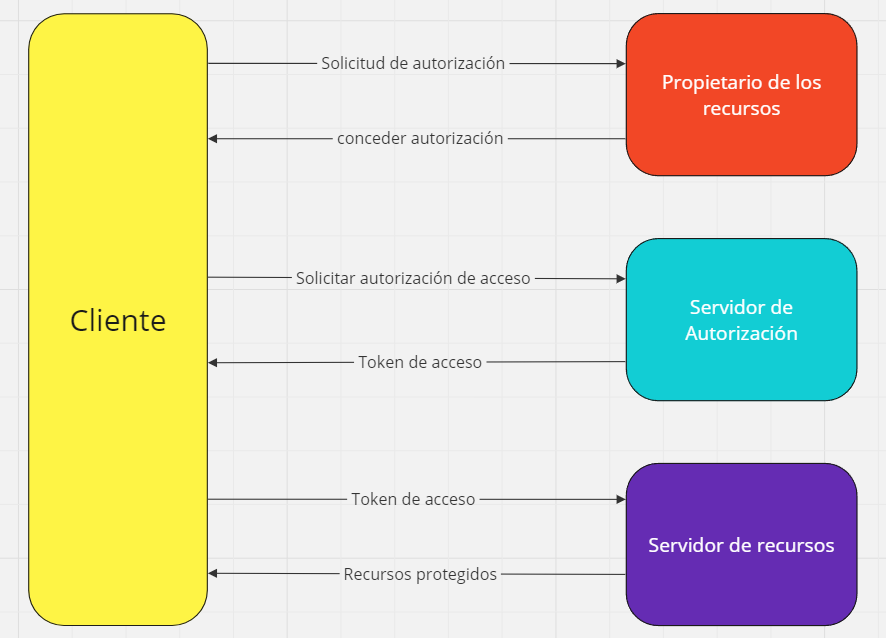 Solicitud de autorización
Propietario de los
recursos
conceder autorización
Cliente
Solicitar autorización de acceso
Servidor de
Autorización
Token de acceso
Token de acceso
Servidor de recursos
Recursos protegidos